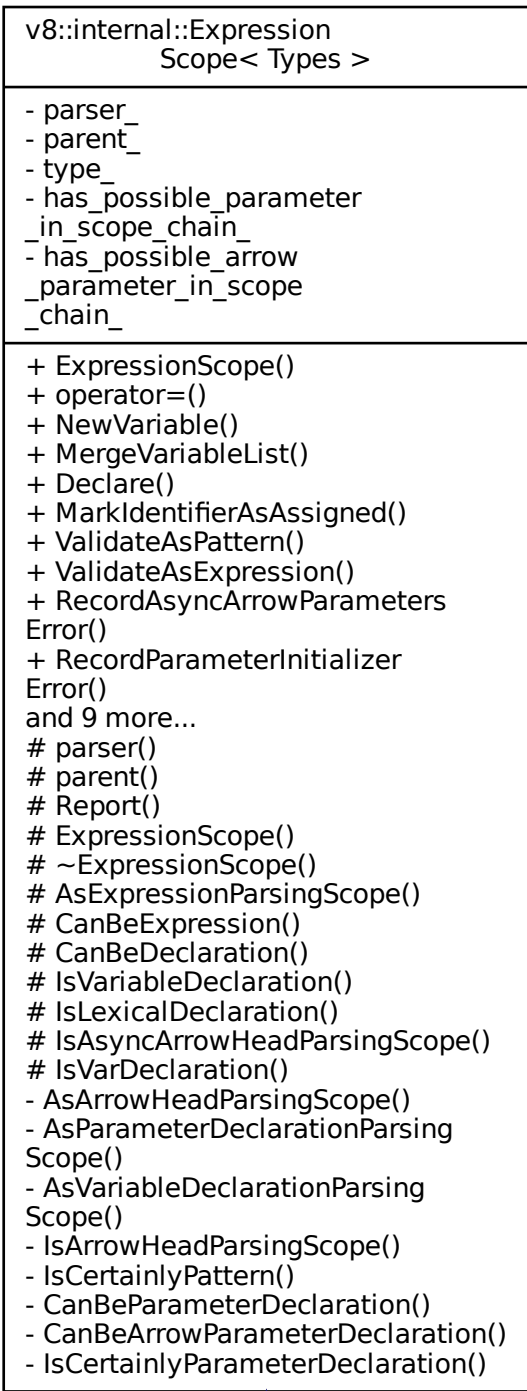 v8::internal::Expression
Scope< Types >
- parser_
- parent_
- type_
- has_possible_parameter
_in_scope_chain_
- has_possible_arrow
_parameter_in_scope
_chain_
+ ExpressionScope()
+ operator=()
+ NewVariable()
+ MergeVariableList()
+ Declare()
+ MarkIdentifierAsAssigned()
+ ValidateAsPattern()
+ ValidateAsExpression()
+ RecordAsyncArrowParameters
Error()
+ RecordParameterInitializer
Error()
and 9 more...
# parser()
# parent()
# Report()
# ExpressionScope()
# ~ExpressionScope()
# AsExpressionParsingScope()
# CanBeExpression()
# CanBeDeclaration()
# IsVariableDeclaration()
# IsLexicalDeclaration()
# IsAsyncArrowHeadParsingScope()
# IsVarDeclaration()
- AsArrowHeadParsingScope()
- AsParameterDeclarationParsing
Scope()
- AsVariableDeclarationParsing
Scope()
- IsArrowHeadParsingScope()
- IsCertainlyPattern()
- CanBeParameterDeclaration()
- CanBeArrowParameterDeclaration()
- IsCertainlyParameterDeclaration()